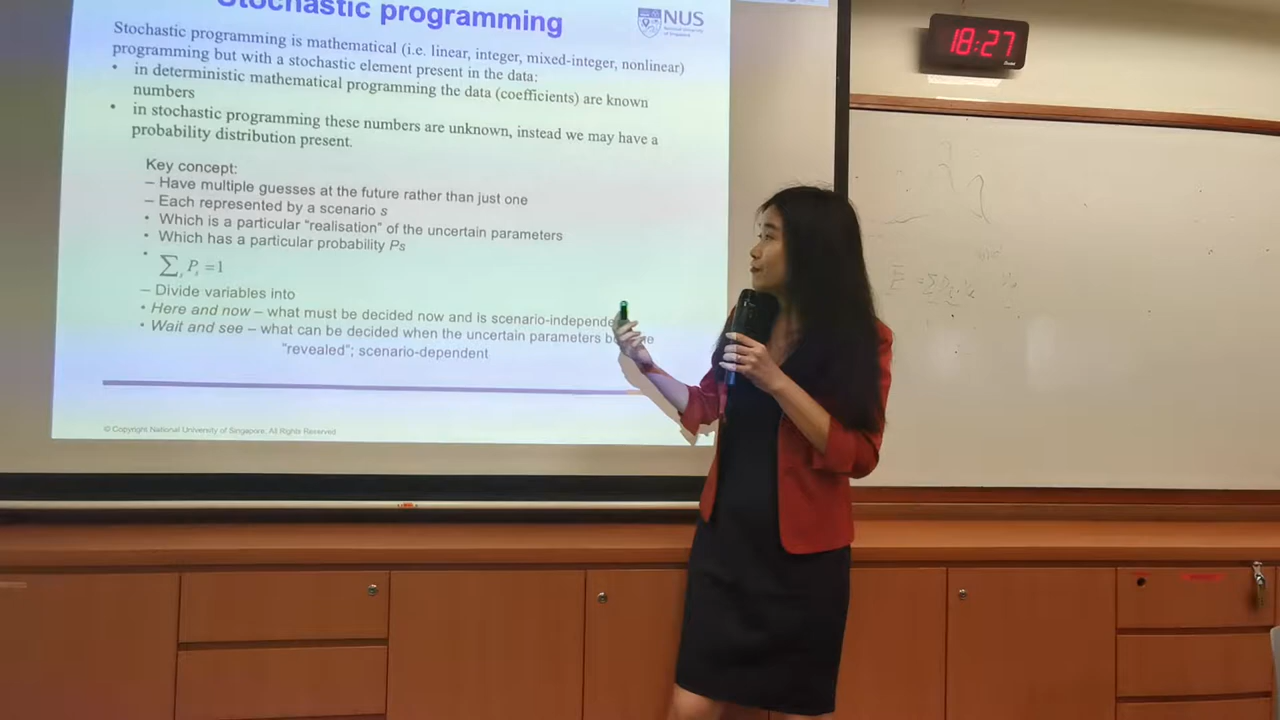 Stochastic programming
NUS
National University
of Singapore
18:27
Stochastic programming is mathematical (i.e. linear, integer, mixed-integer, nonlinear)
programming but with a stochastic element present in the data:
• in deterministic mathematical programming the data (coefficients) are known
numbers
• in stochastic programming these numbers are unknown, instead we may have a
probability distribution present.
Key concept:
– Have multiple guesses at the future rather than just one
– Each represented by a scenario s
• Which is a particular "realisation" of the uncertain parameters
• Which has a particular probability Ps
• ∑s Ps = 1
– Divide variables into
• Here and now – what must be decided now and is scenario-independe
• Wait and see – what can be decided when the uncertain parameters
"revealed"; scenario-dependent
© Copyright National University of Singapore. All Rights Reserved